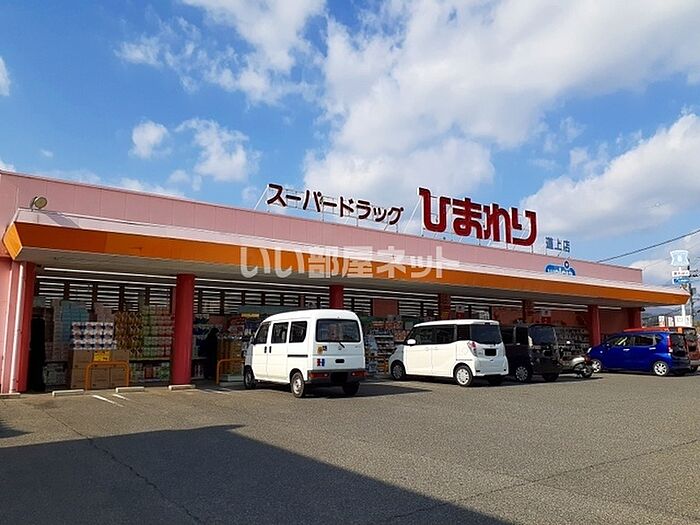 スーパードラッグ ひまわり 道上店
いい部屋ネット